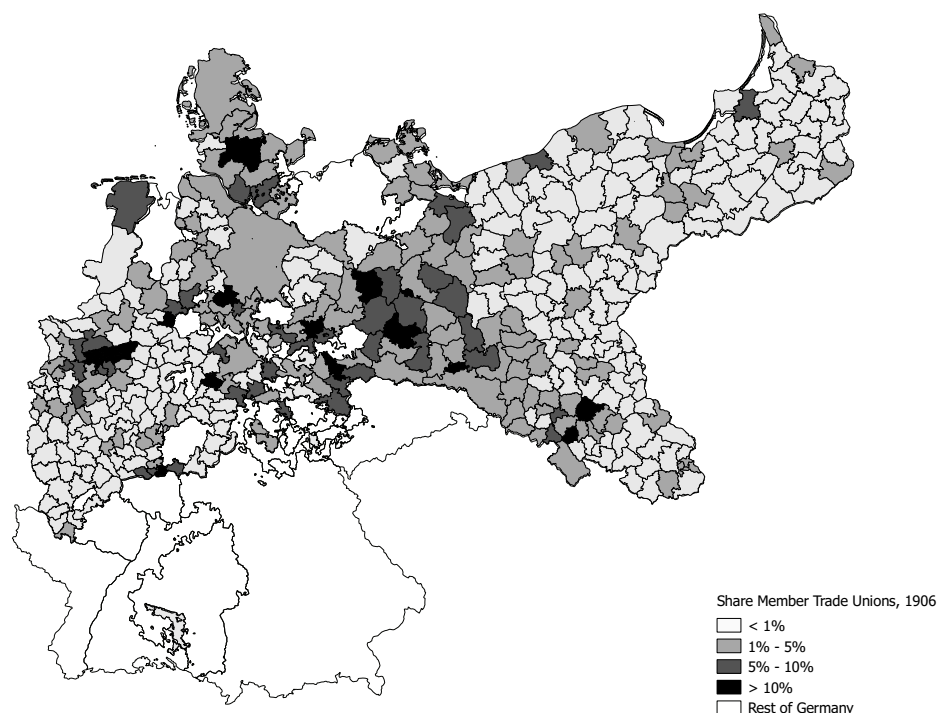 Share Member Trade Unions, 1906
< 1%
1% - 5%
5% - 10%
> 10%
Rest of Germany